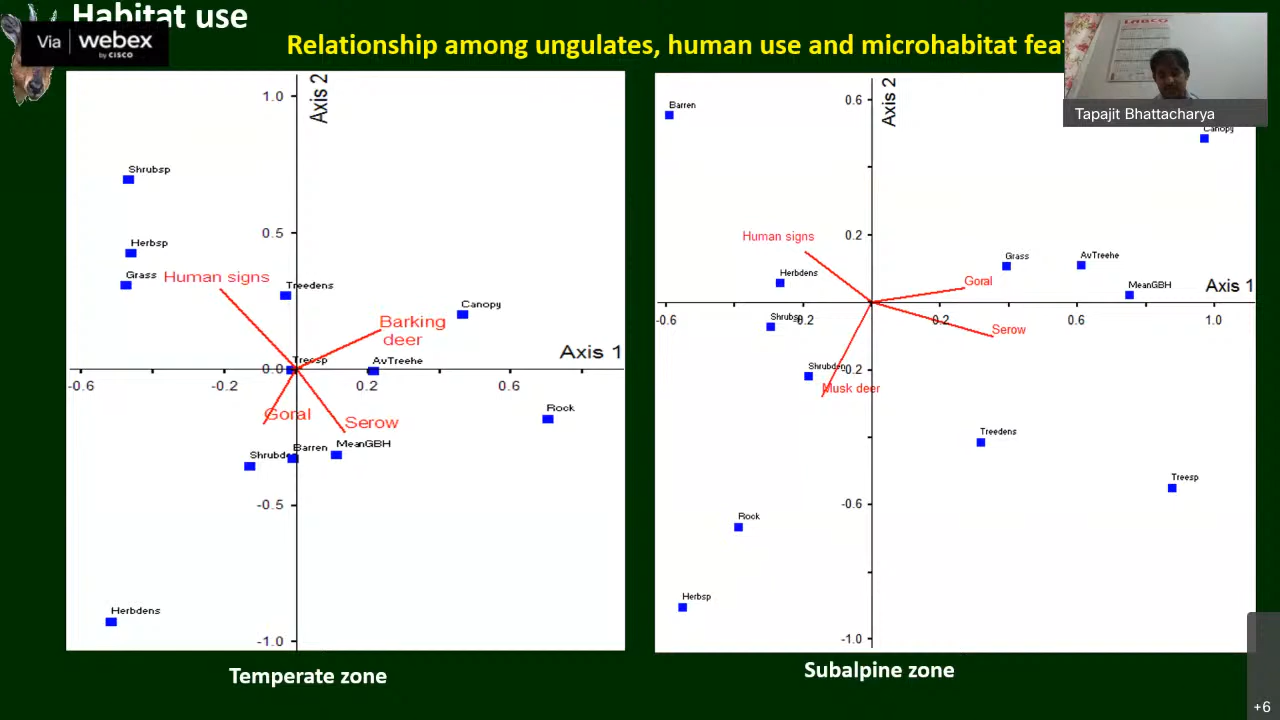 Habitat use
Via webex
by CISCO
Relationship among ungulates, human use and microhabitat
LABCO
Tapajit Bhattacharya
Axis 2
1.0
Shrubsp
0.5
Herbsp
Grass
Human signs
Treedens
Canopy
Barking
deer
Axis 1
Treesp
AvTreehe
0.0
-0.6
-0.2
0.2
0.6
Rock
Goral
Serow
Barren
MeanGBH
Shrubde
-0.5
Herbdens
-1.0
Temperate zone
Axis 2
0.6
Barren
Canopy
0.2
Human signs
Grass
AvTreehe
Herbdens
Goral
MeanGBH
Axis 1
-0.6
Shrubsp
-0.2
0.2
0.6
1.0
Serow
Shrubden
-0.2
Musk deer
Treedens
Treesp
-0.6
Rock
Herbsp
-1.0
Subalpine zone
+6